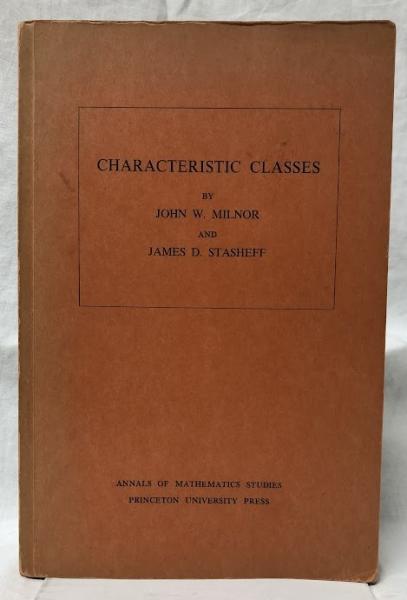 CHARACTERISTIC CLASSES
BY
JOHN W. MILNOR
AND
JAMES D. STASHEFF
ANNALS OF MATHEMATICS STUDIES
PRINCETON UNIVERSITY PRESS